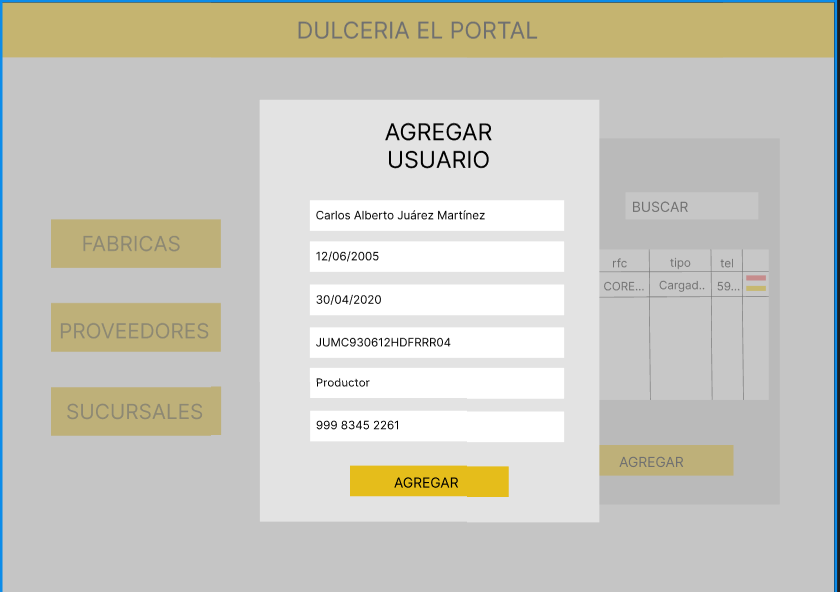 DULCERIA EL PORTAL
AGREGAR
USUARIO
Carlos Alberto Juárez Martínez
12/06/2005
30/04/2020
JUMC930612HDFRRR04
Productor
999 8345 2261
AGREGAR
FABRICAS
PROVEEDORES
SUCURSALES
BUSCAR
rfc tipo tel
CORE... Cargad.. 59...
AGREGAR